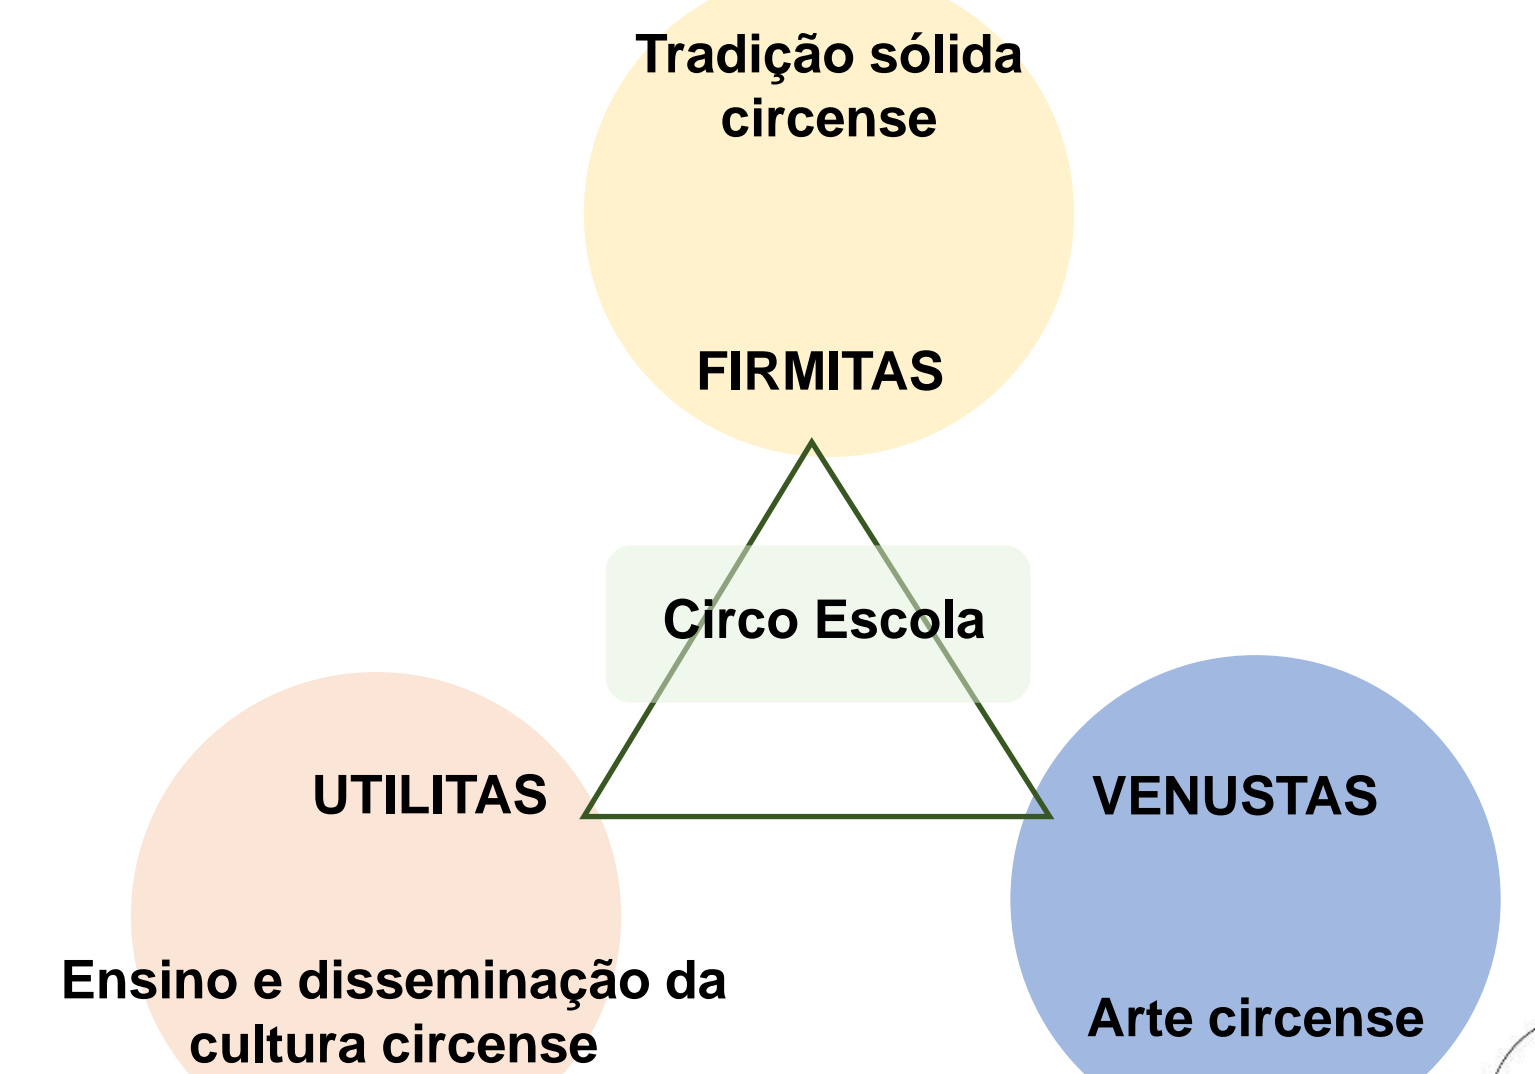 Tradição sólida
circense
FIRMITAS
Circo Escola
UTILITAS
VENUSTAS
Ensino e disseminação da
cultura circense
Arte circense